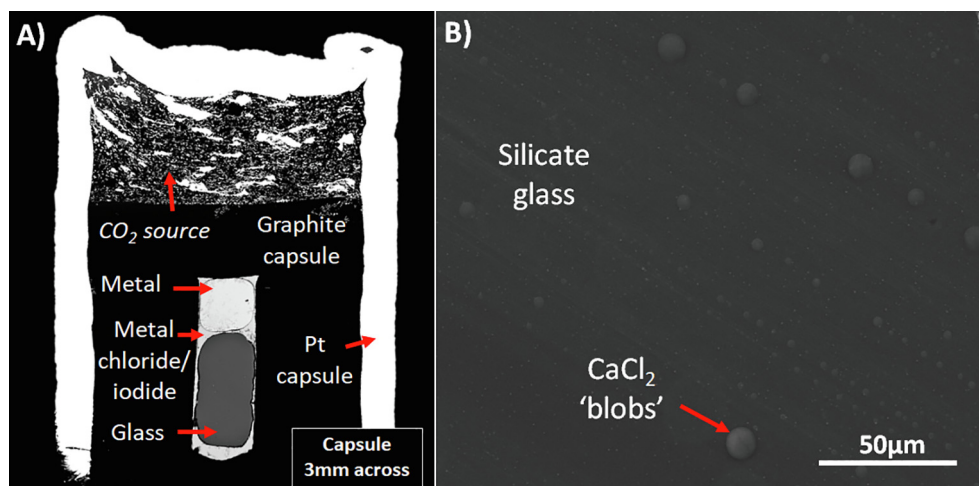 A)
CO2 source
Graphite
capsule
Metal
Metal
chloride/
iodide
Pt
capsule
Glass
Capsule
3mm across
B)
Silicate
glass
CaCl2
'blobs'
50µm